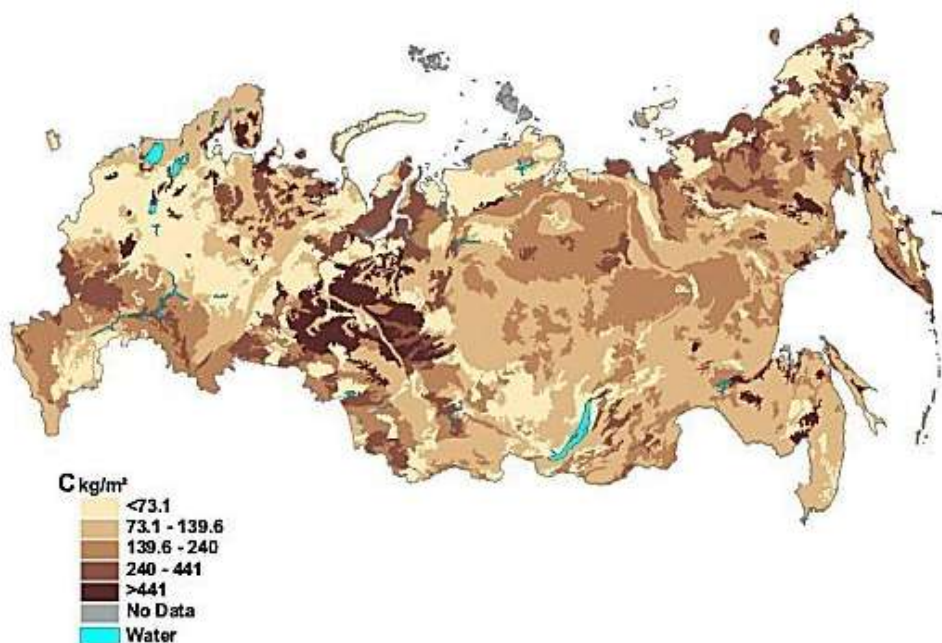 C kg/m²
<73.1
73.1 - 139.6
139.6 - 240
240 - 441
>441
No Data
Water